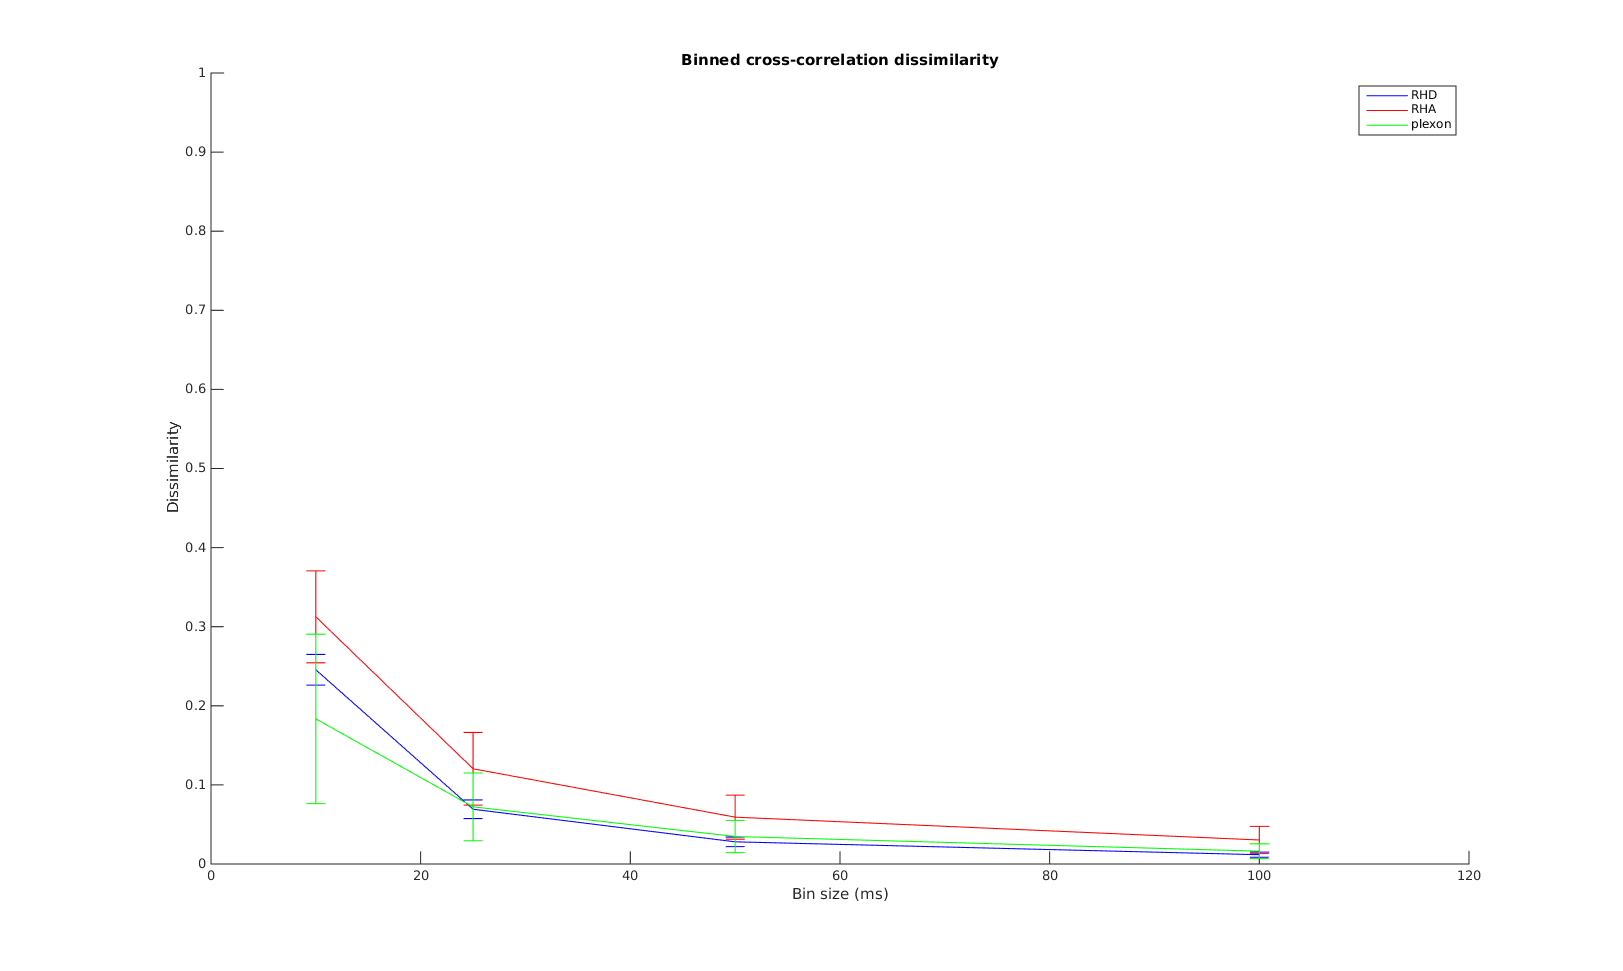 Binned cross-correlation dissimilarity
RHD
RHA
plexon
1
0.9
0.8
0.7
0.6
0.5
0.4
0.3
0.2
0.1
0
Dissimilarity
0 20 40 60 80 100 120
Bin size (ms)